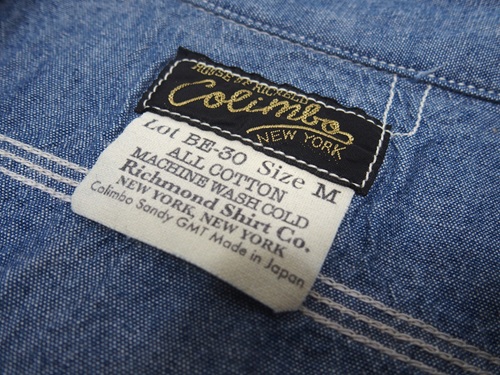 Colimbo
NEW YORK
Lot BE-30 Size M
ALL COTTON
MACHINE WASH COLD
Richmond Shirt Co.
NEW YORK, NEW YORK
Colimbo Sandy GMT Made in Japan